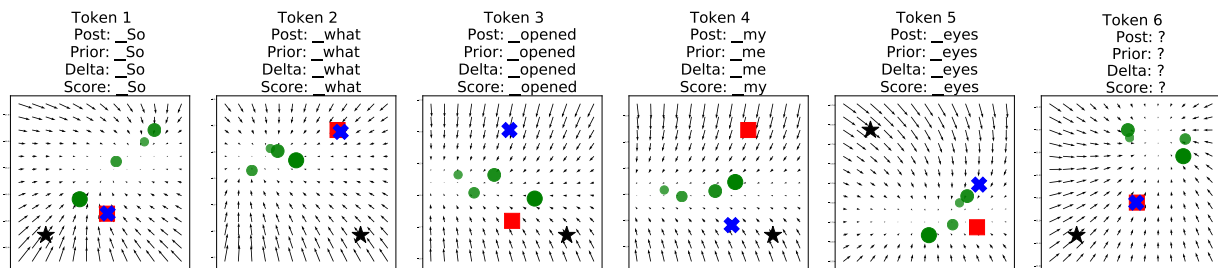 Token 1
Post: _So
Prior: _So
Delta: _So
Score: _So
Token 2
Post: _what
Prior: _what
Delta: _what
Score: _what
Token 3
Post: _opened
Prior: _opened
Delta: _opened
Score: _opened
Token 4
Post: _my
Prior: _me
Delta: _me
Score: _my
Token 5
Post: _eyes
Prior: _eyes
Delta: _eyes
Score: _eyes
Token 6
Post: ?
Prior: ?
Delta: ?
Score: ?